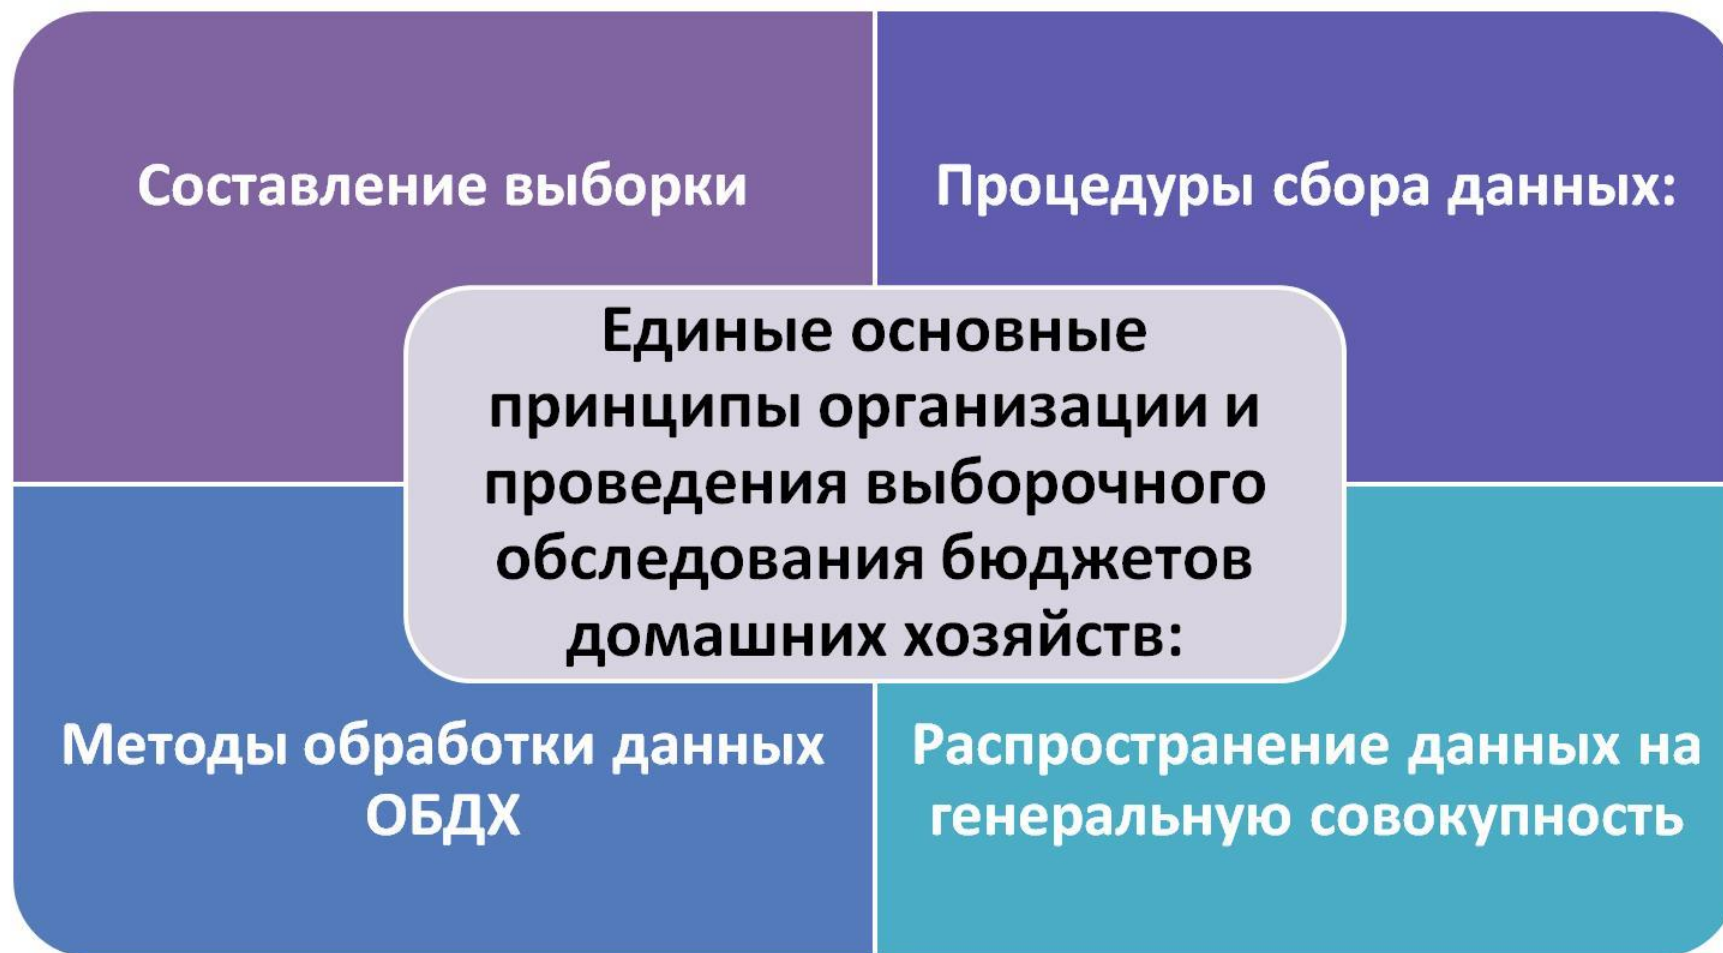 Составление выборки
Процедуры сбора данных:
Единые основные
принципы организации и
проведения выборочного
обследования бюджетов
домашних хозяйств:
Методы обработки данных
ОБДХ
Распространение данных на
генеральную совокупность